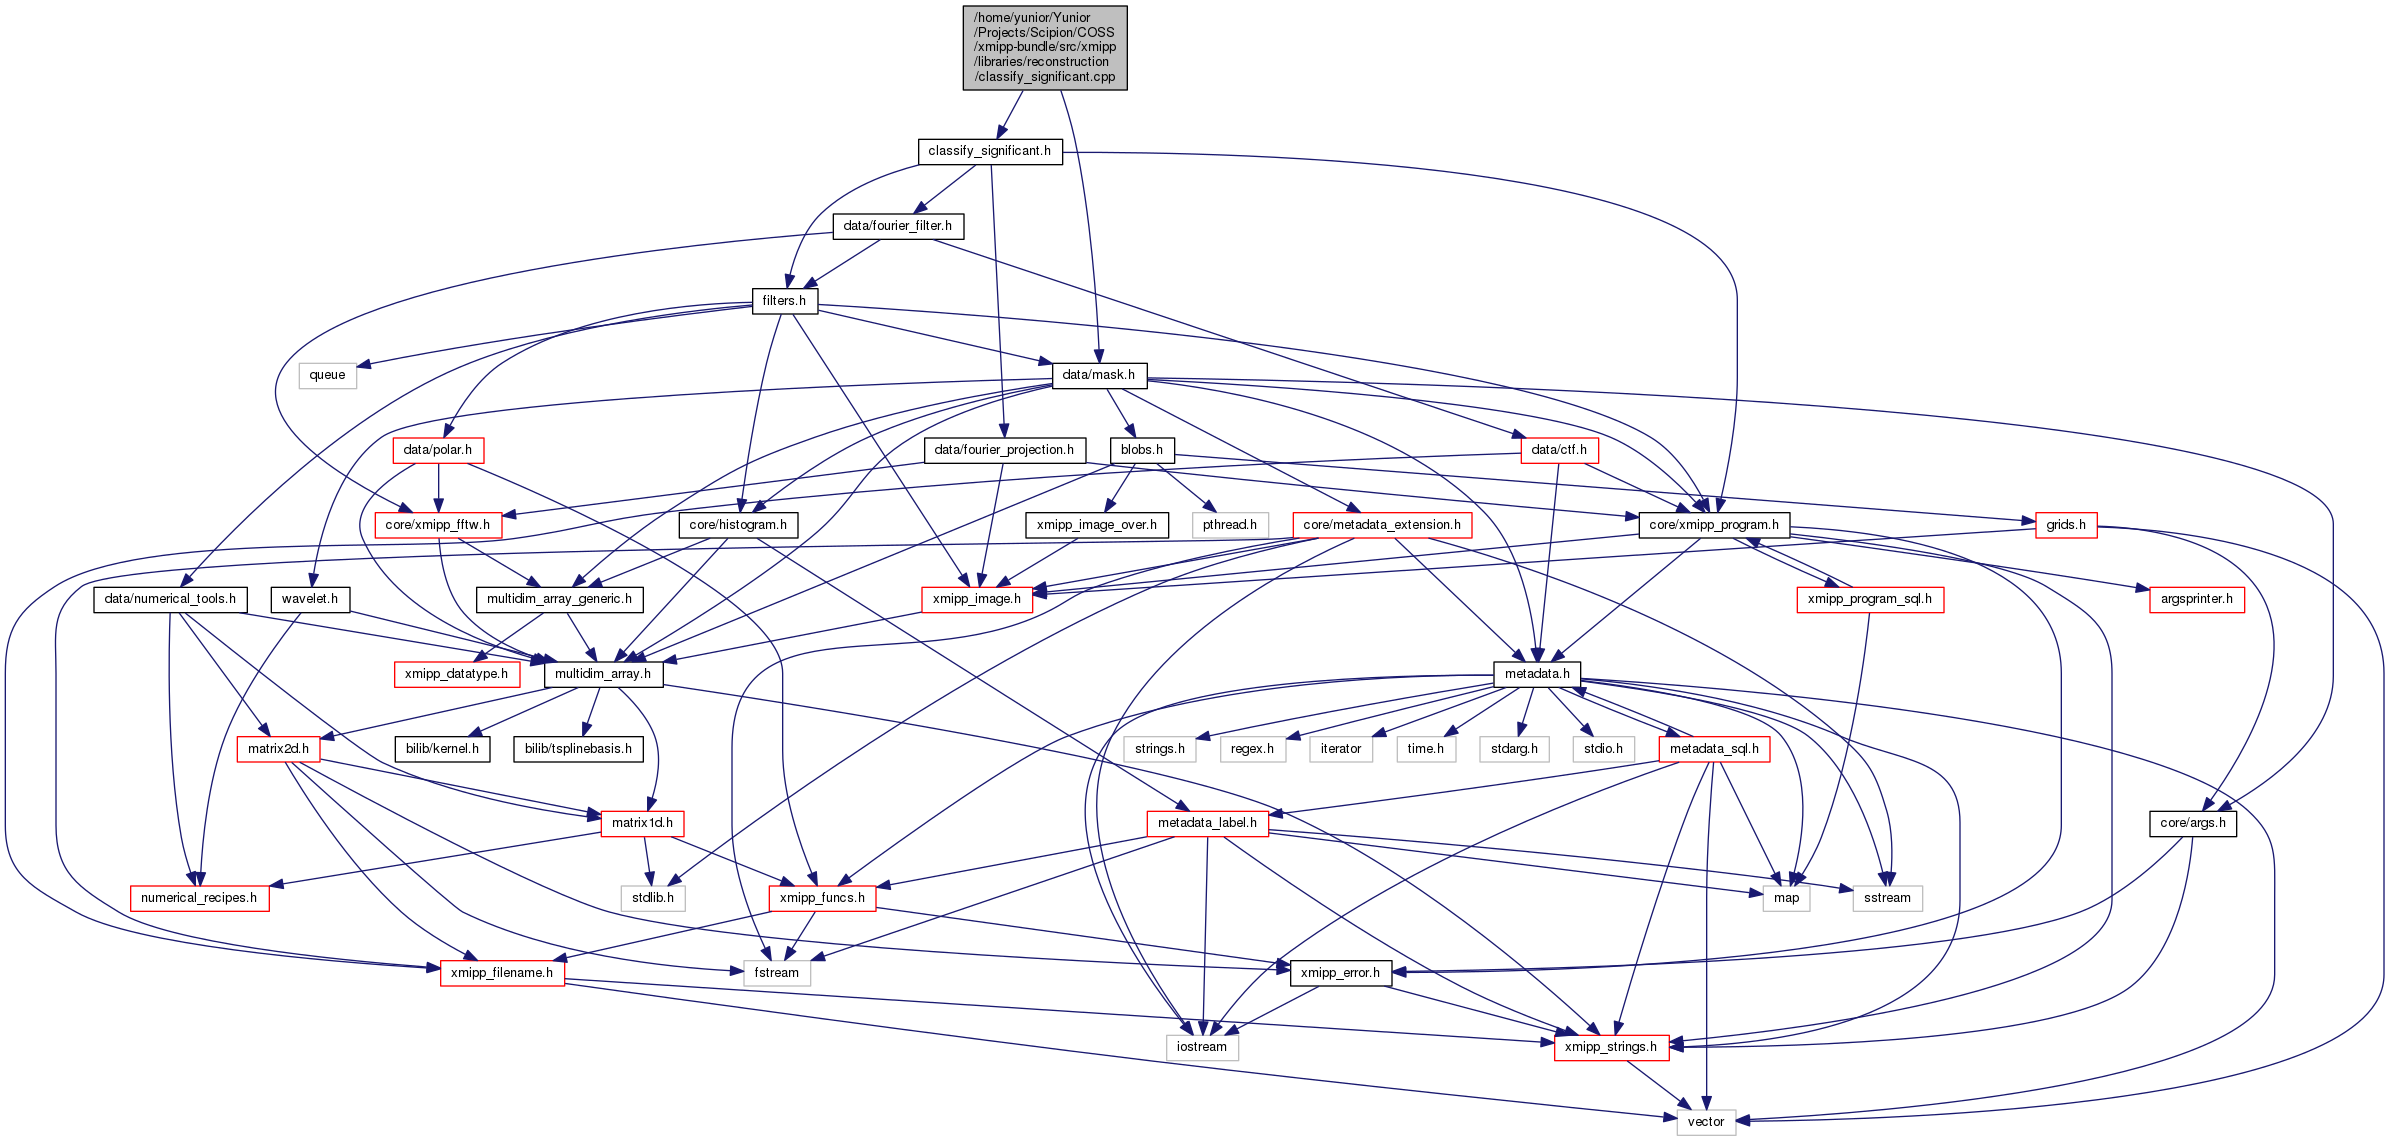 /home/yunior/Yunior
/Projects/Scipion/COSS
/xmipp-bundle/src/xmipp
/libraries/reconstruction
/classify_significant.cpp
classify_significant.h
data/fourier_filter.h
filters.h
queue
data/mask.h
data/polar.h
data/fourier_projection.h
blobs.h
data/ctf.h
core/xmipp_fftw.h
core/histogram.h
xmipp_image_over.h
pthread.h
core/metadata_extension.h
core/xmipp_program.h
grids.h
data/numerical_tools.h
wavelet.h
multidim_array_generic.h
xmipp_image.h
xmipp_program_sql.h
argsprinter.h
xmipp_datatype.h
multidim_array.h
metadata.h
matrix2d.h
bilib/kernel.h
bilib/tsplinebasis.h
strings.h
regex.h
iterator
time.h
stdarg.h
stdio.h
metadata_sql.h
matrix1d.h
metadata_label.h
core/args.h
numerical_recipes.h
stdlib.h
xmipp_funcs.h
map
sstream
xmipp_filename.h
fstream
xmipp_error.h
iostream
xmipp_strings.h
vector